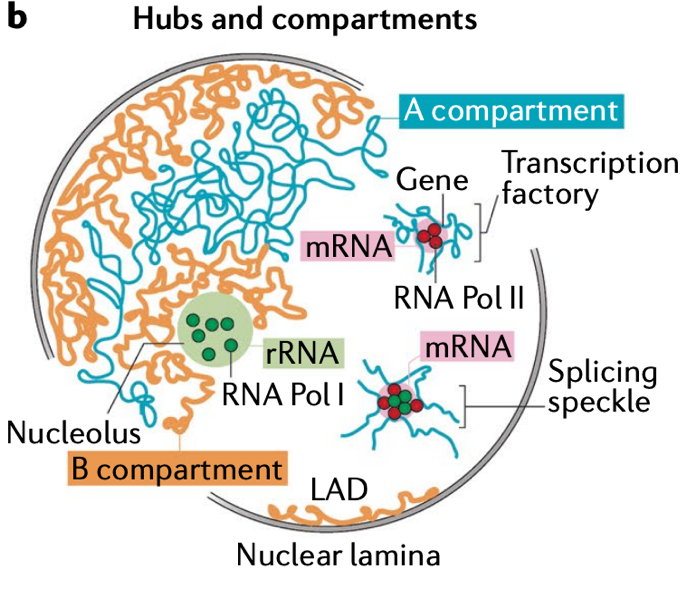 b
Hubs and compartments
A compartment
Transcription
factory
Gene
mRNA
RNA Pol II
mRNA
rRNA
RNA Pol I
Splicing
speckle
Nucleolus
B compartment
LAD
Nuclear lamina